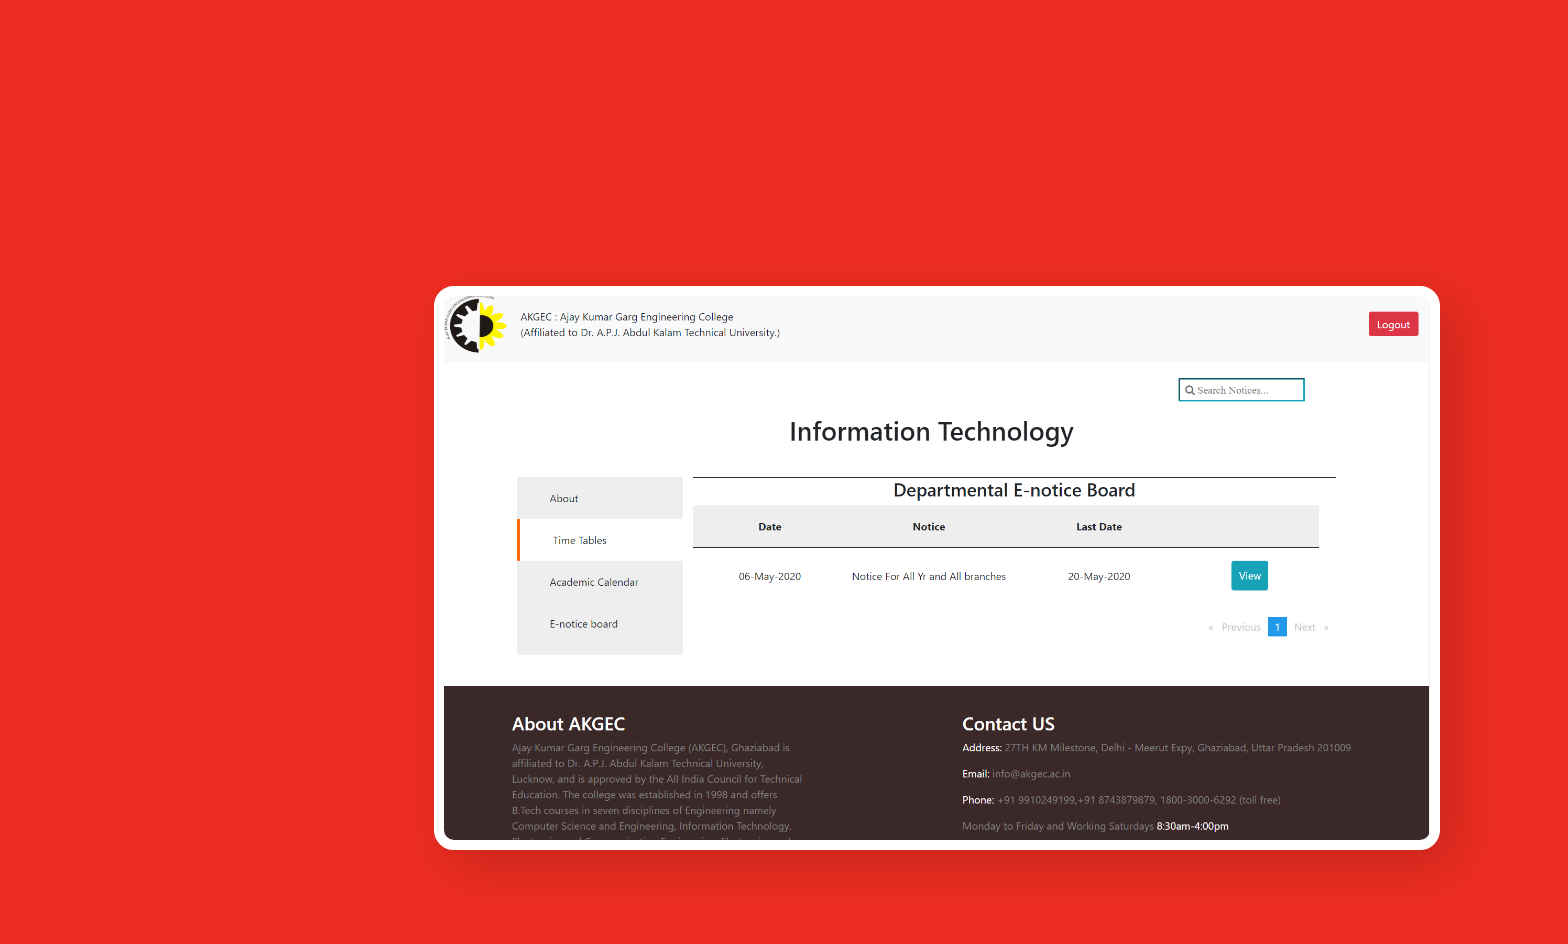 AKGEC : Ajay Kumar Garg Engineering College
(Affiliated to Dr. A.P.J. Abdul Kalam Technical University.)
Logout
Search Notices...
Information Technology
About
Time Tables
Academic Calendar
E-notice board
Departmental E-notice Board
Date Notice Last Date
06-May-2020 Notice For All Yr and All branches 20-May-2020 View
« Previous 1 Next »
About AKGEC
Ajay Kumar Garg Engineering College (AKGEC), Ghaziabad is
affiliated to Dr. A.P.J. Abdul Kalam Technical University,
Lucknow, and is approved by the All India Council for Technical
Education. The college was established in 1998 and offers
B.Tech courses in seven disciplines of Engineering namely
Computer Science and Engineering, Information Technology,
Contact US
Address: 27TH KM Milestone, Delhi - Meerut Expy, Ghaziabad, Uttar Pradesh 201009
Email: info@akgec.ac.in
Phone: +91 9910249199,+91 8743879879, 1800-3000-6292 (toll free)
Monday to Friday and Working Saturdays 8:30am-4:00pm